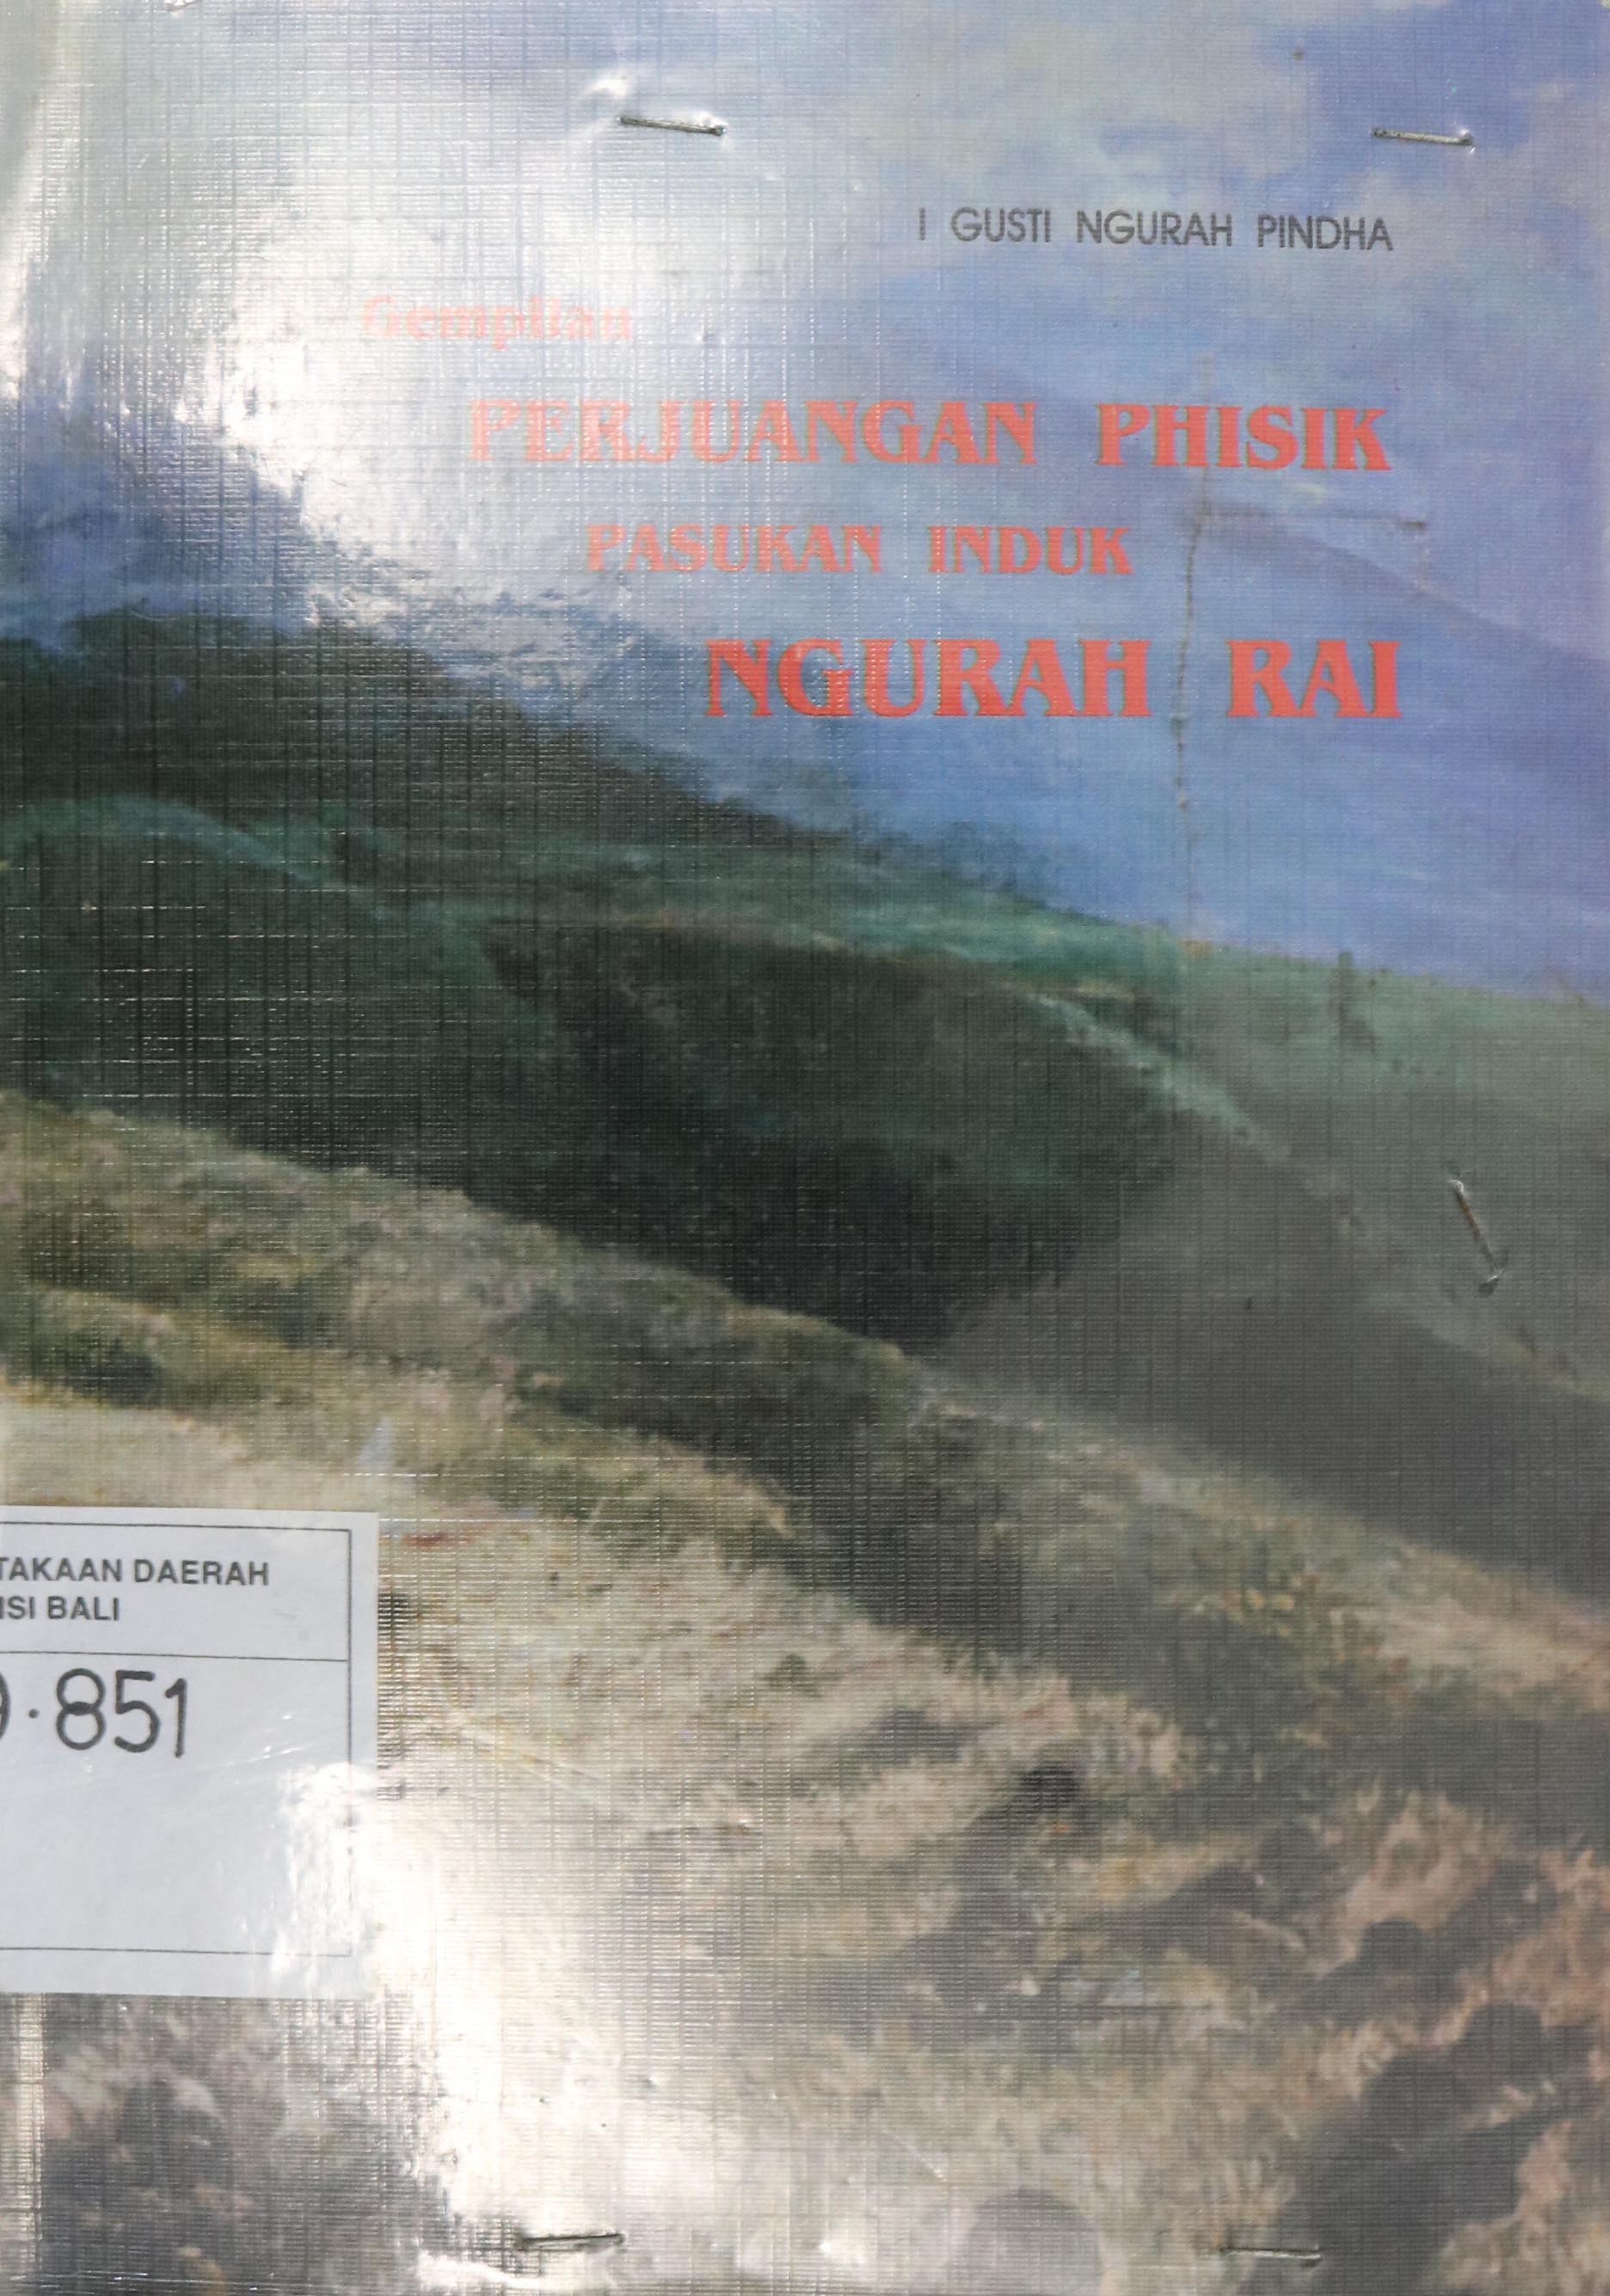 I GUSTI NGURAH PINDHA
Gemplian
PERJUANGAN PHISIK
PASUKAN INDUK
NGURAH RAI
TAKAAN DAERAH
ISI BALI
9.851